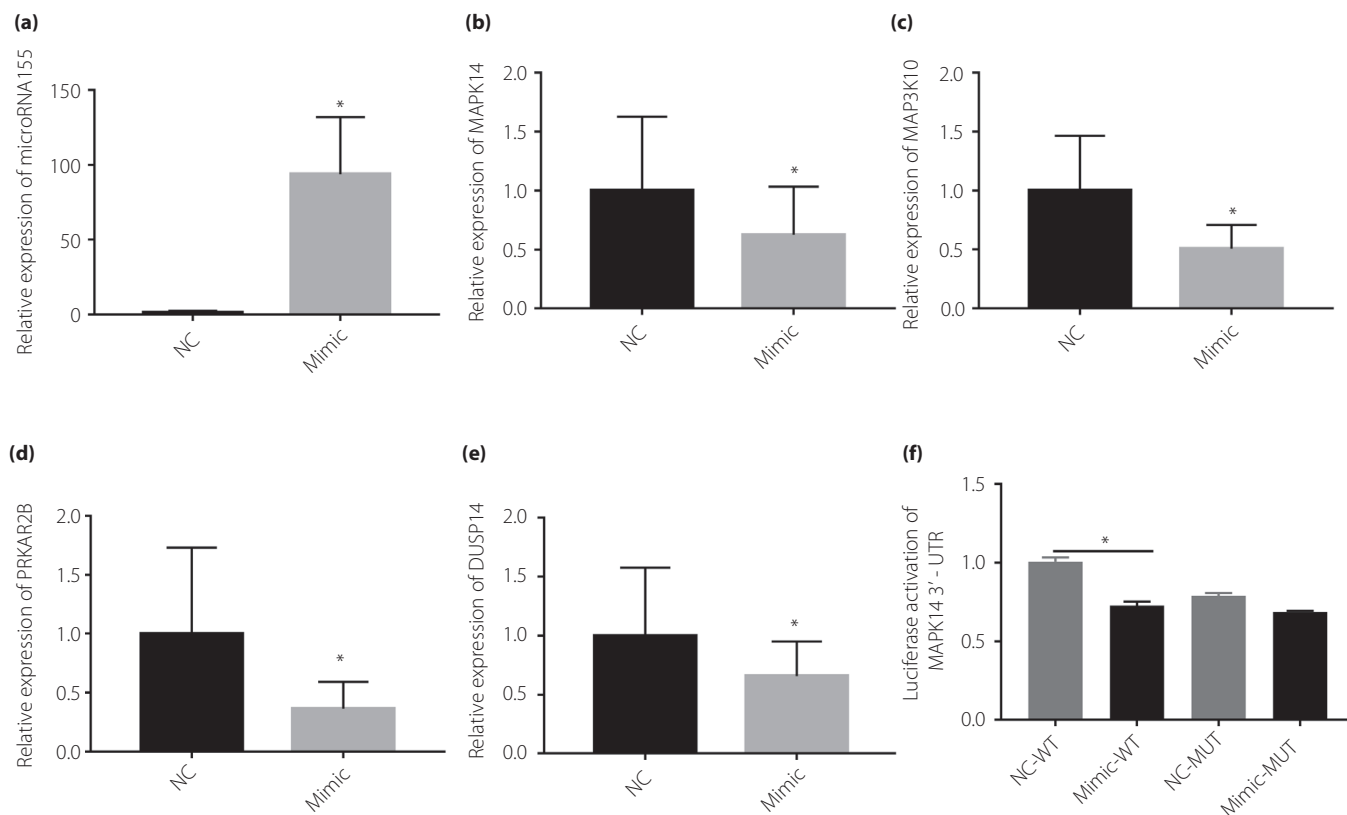 (a)
Relative expression of microRNA155
150
100
50
0
*
NC
Mimic
(b)
Relative expression of MAPK14
2.0
1.5
1.0
0.5
0.0
*
NC
Mimic
(c)
Relative expression of MAP3K10
2.0
1.5
1.0
0.5
0.0
*
NC
Mimic
(d)
Relative expression of PRKAR2B
2.0
1.5
1.0
0.5
0.0
*
NC
Mimic
(e)
Relative expression of DUSP14
2.0
1.5
1.0
0.5
0.0
*
NC
Mimic
(f)
Luciferase activation of
MAPK14 3′ - UTR
1.5
1.0
0.5
0.0
*
NC-WT
Mimic-WT
NC-MUT
Mimic-MUT